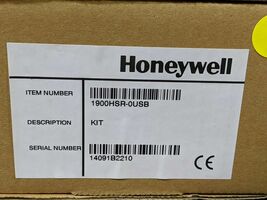 Honeywell
ITEM NUMBER
1900HSR-0USB
DESCRIPTION KIT
SERIAL NUMBER
14091B2210
CE